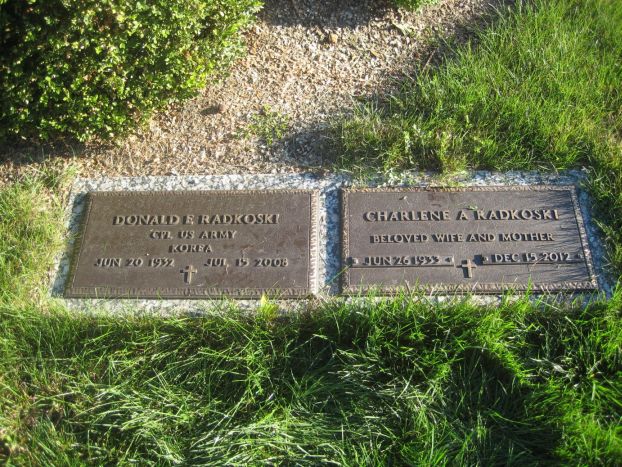 DONALD E RADKOSKI
CPL US ARMY
KOREA
JUN 20 1932 JUL 15 2008
CHARLENE A RADKOSKI
BELOVED WIFE AND MOTHER
JUN 26 1933 DEC 15 2012